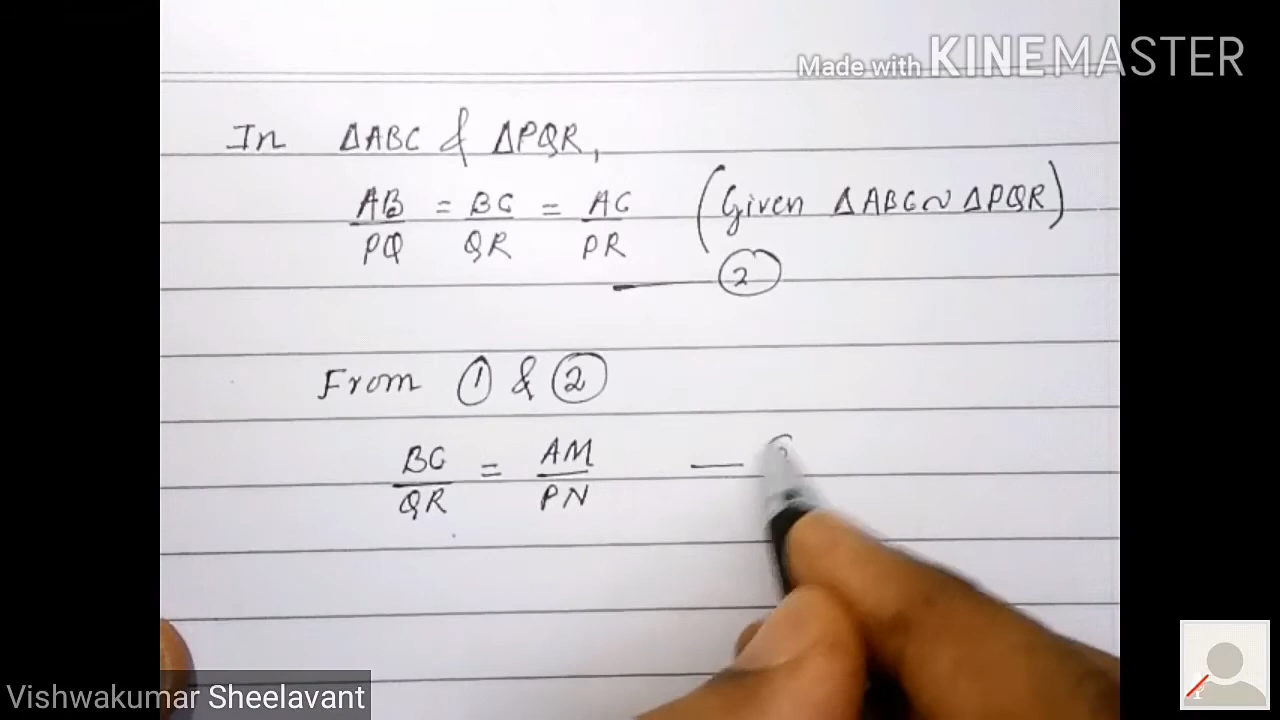 Made with KINEMASTER
In ΔABC & ΔPQR,
AB/PQ = BC/QR = AC/PR (Given ΔABC ~ ΔPQR)
— ②
From ① & ②
BC/QR = AM/PN —
Vishwakumar Sheelavant